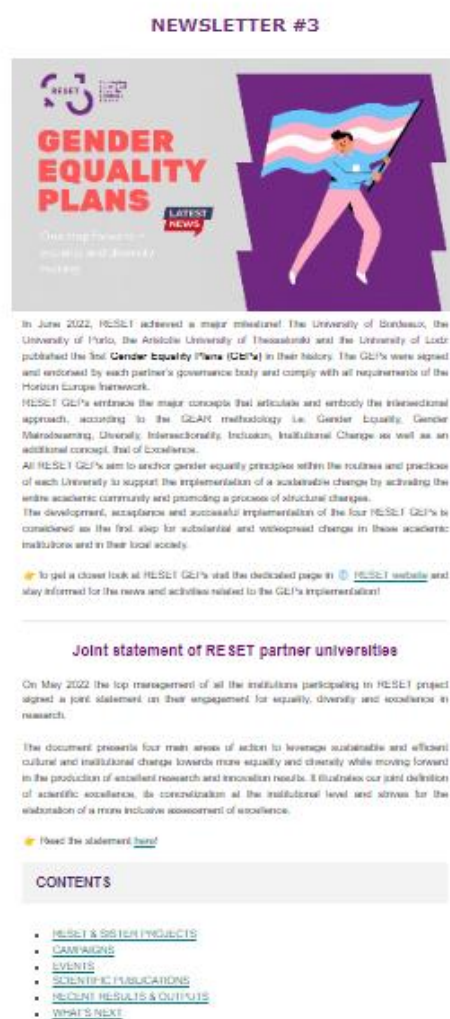 NEWSLETTER #3
RESET
GENDER
EQUALITY
PLANS
LATEST
NEWS
One step forward in
equality and diversity
making
In June 2022, RESET achieved a major milestone! The University of Bordeaux, the
University of Porto, the Aristotle University of Thessaloniki and the University of Lodz
published the first Gender Equality Plans (GEPs) in their history. The GEPs were signed
and endorsed by each partner's governance body and comply with all requirements of the
Horizon Europe framework.
RESET GEPs embrace the major concepts that articulate and embody the intersectional
approach, according to the GEAR methodology i.e. Gender Equality, Gender
Mainstreaming, Diversity, Intersectionality, Inclusion, Institutional Change as well as an
additional concept, that of Excellence.
All RESET GEPs aim to anchor gender equality principles within the routines and practices
of each University to support the implementation of a sustainable change by activating the
entire academic community and promoting a process of structural changes.
The development, acceptance and successful implementation of the four RESET GEPs is
considered as the first step for substantial and widespread change in these academic
institutions and in their local society.
👉 To get a closer look at RESET GEPs visit the dedicated page in RESET website and
stay informed for the news and activities related to the GEPs implementation!
Joint statement of RESET partner universities
On May 2022 the top management of all the institutions participating in RESET project
signed a joint statement on their engagement for equality, diversity and excellence in
research.
The document presents four main areas of action to leverage sustainable and efficient
cultural and institutional change towards more equality and diversity while moving forward
in the production of excellent research and innovation results. It illustrates our joint definition
of scientific excellence, its concretization at the institutional level and strives for the
elaboration of a more inclusive assessment of excellence.
👉 Read the statement here!
CONTENTS
RESET & SISTER PROJECTS
CAMPAIGNS
EVENTS
SCIENTIFIC PUBLICATIONS
RECENT RESULTS & OUTPUTS
WHAT'S NEXT